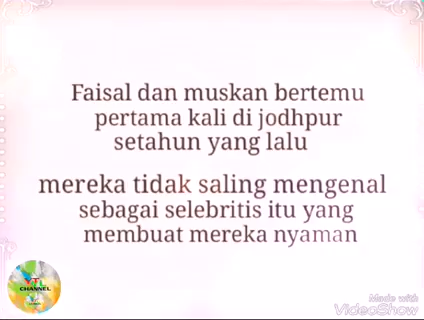 Faisal dan muskan bertemu
pertama kali di jodhpur
setahun yang lalu
mereka tidak saling mengenal
sebagai selebritis itu yang
membuat mereka nyaman
CHANNEL
Made with
VideoShow